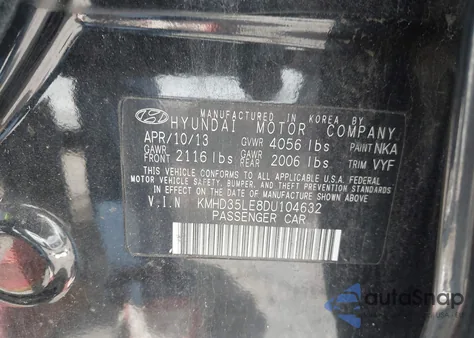 MANUFACTURED IN KOREA BY
HYUNDAI MOTOR COMPANY
APR/10/13 GVWR 4056 lbs PAINT NKA
GAWR FRONT 2116 lbs GAWR REAR 2006 lbs TRIM VYF
THIS VEHICLE CONFORMS TO ALL APPLICABLE U.S.A FEDERAL
MOTOR VEHICLE SAFETY, BUMPER, AND THEFT PREVENTION
STANDARDS IN EFFECT ON THE DATE OF MANUFACTURE SHOWN ABOVE.
V.I.N KMHD35LE8DU104632
PASSENGER CAR
autoSnap